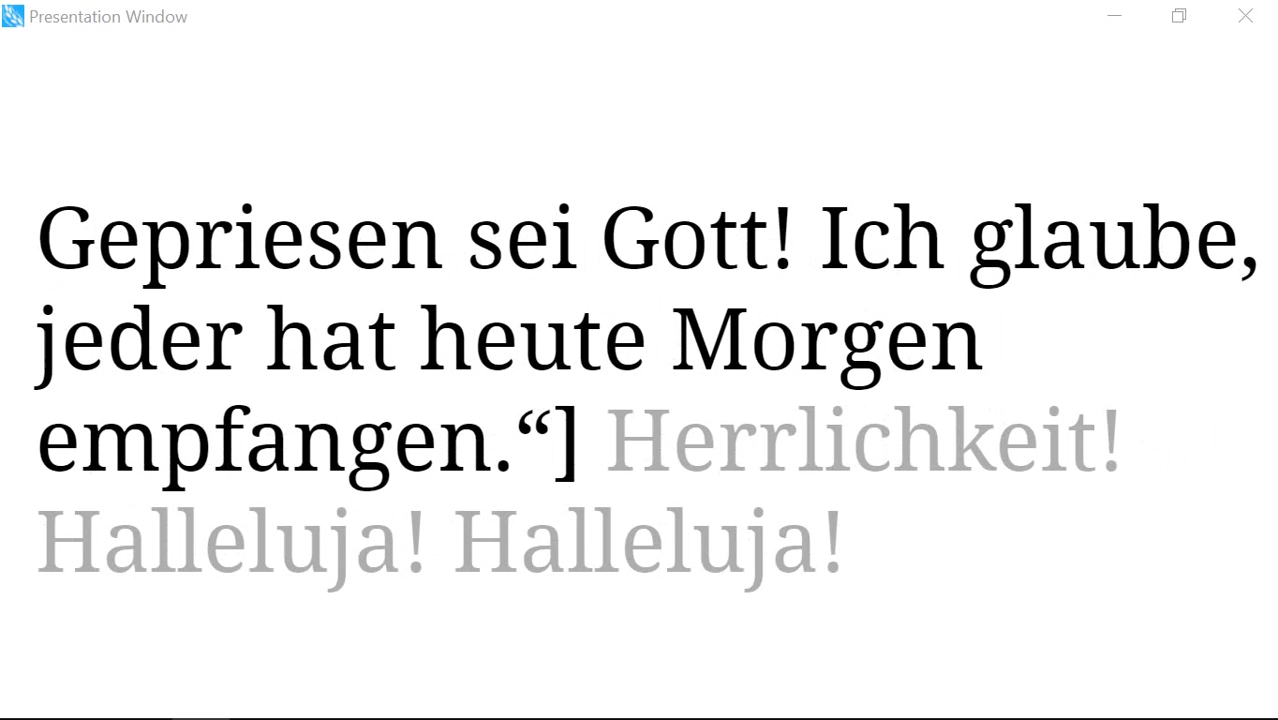 Presentation Window
Gepriesen sei Gott! Ich glaube,
jeder hat heute Morgen
empfangen.“] Herrlichkeit!
Halleluja! Halleluja!